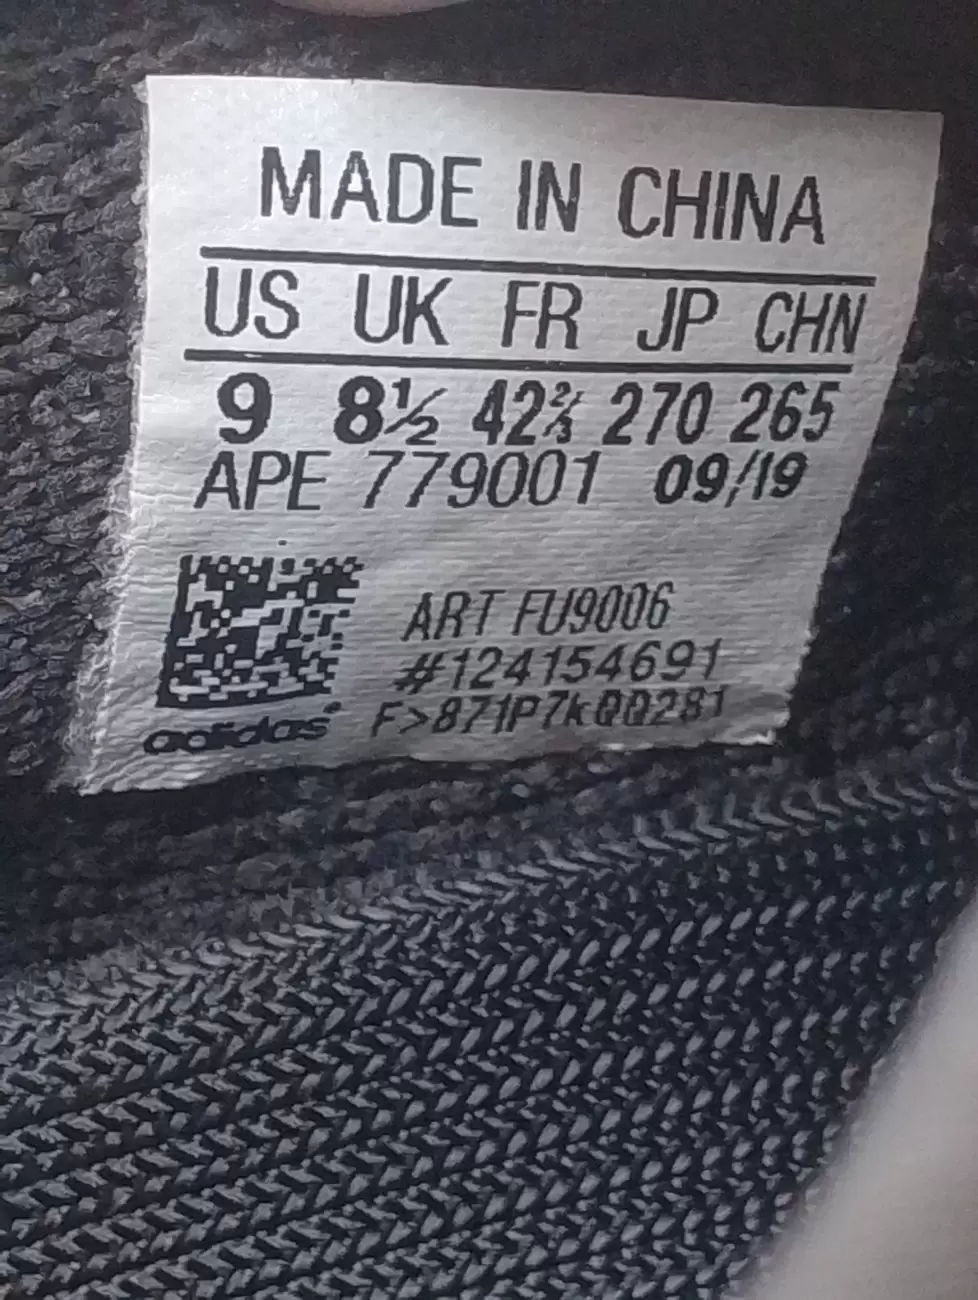 MADE IN CHINA
US UK FR JP CHN
9 8½ 42⅔ 270 265
APE 779001 09/19
ART FU9006
#124154691
F>871P7kQQ281
adidas